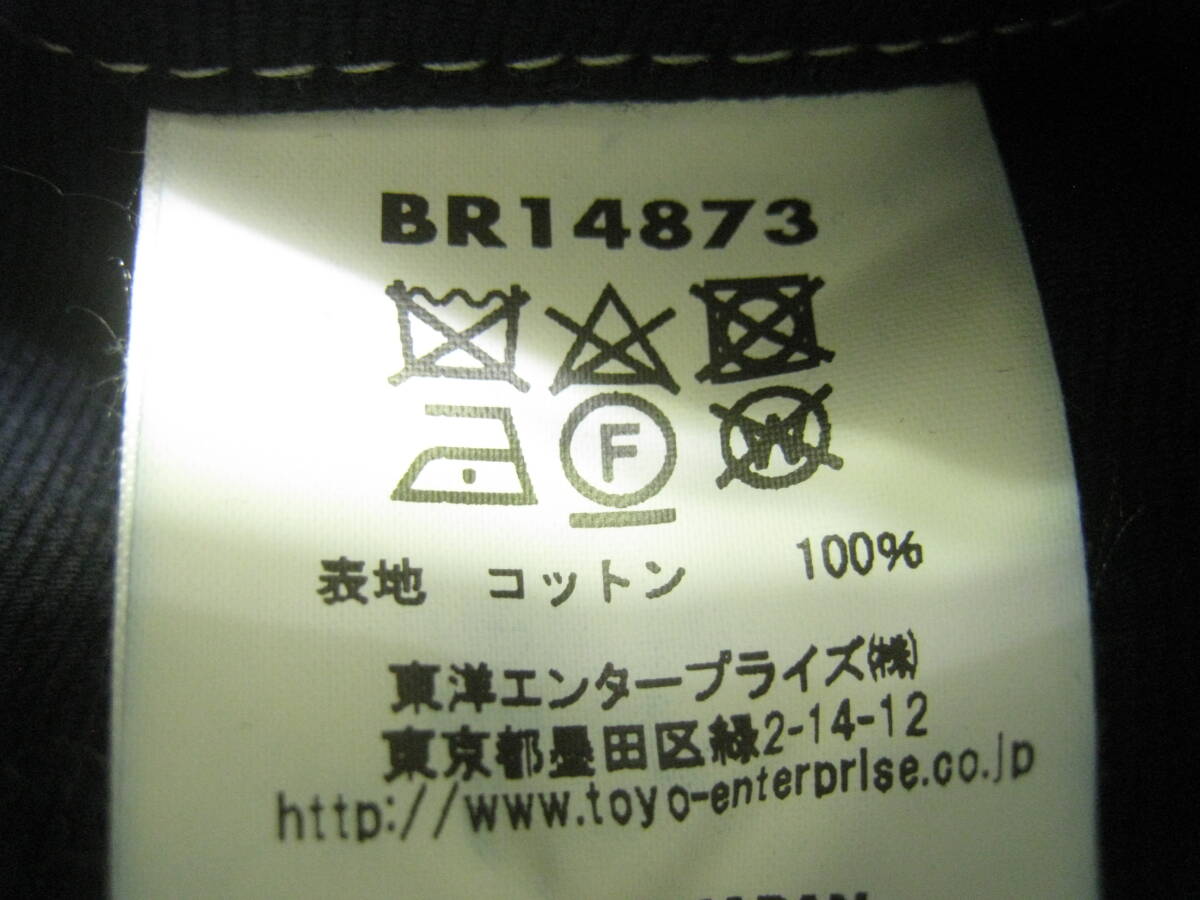 BR14873
F W
表地 コットン 100%
東洋エンタープライズ(株)
東京都墨田区緑2-14-12
http://www.toyo-enterprise.co.jp